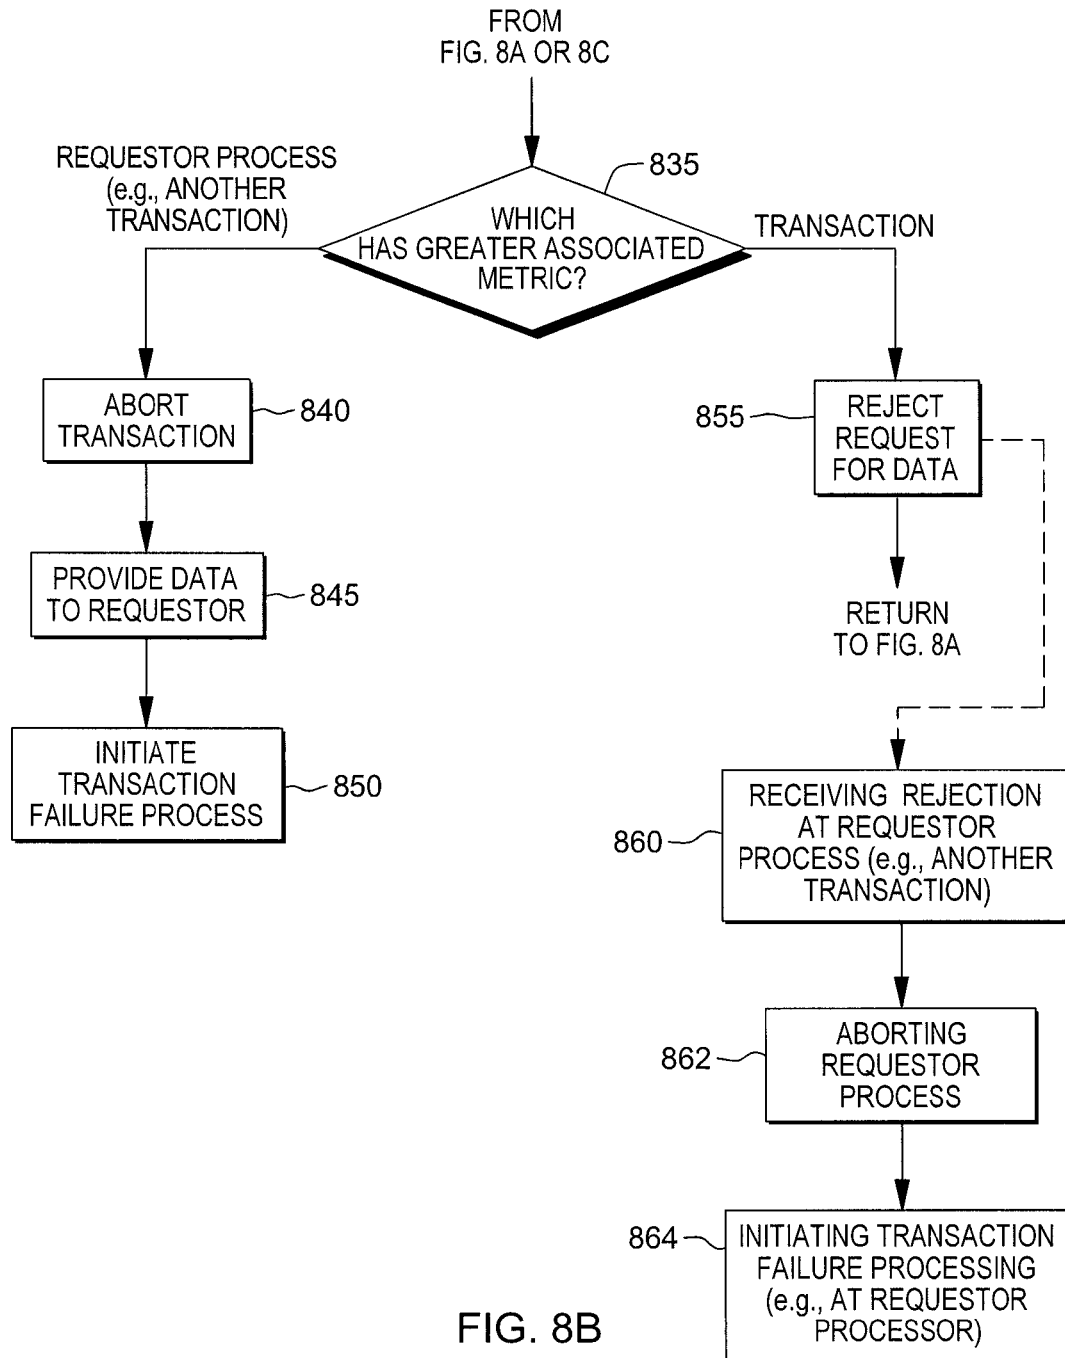 FROM
FIG. 8A OR 8C
REQUESTOR PROCESS
(e.g., ANOTHER
TRANSACTION)
835
WHICH
HAS GREATER ASSOCIATED
METRIC?
TRANSACTION
ABORT
TRANSACTION
840
855
REJECT
REQUEST
FOR DATA
PROVIDE DATA
TO REQUESTOR
845
RETURN
TO FIG. 8A
INITIATE
TRANSACTION
FAILURE PROCESS
850
860
RECEIVING REJECTION
AT REQUESTOR
PROCESS (e.g., ANOTHER
TRANSACTION)
862
ABORTING
REQUESTOR
PROCESS
864
INITIATING TRANSACTION
FAILURE PROCESSING
(e.g., AT REQUESTOR
PROCESSOR)
FIG. 8B